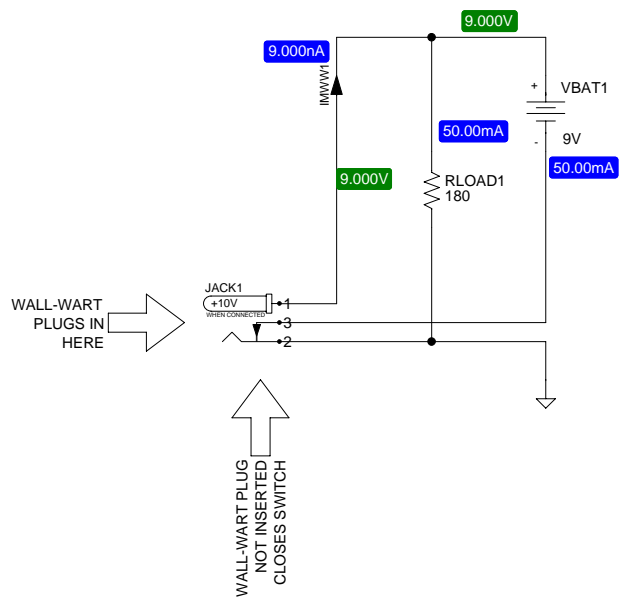 9.000V
9.000nA
IMWW1
+
VBAT1
50.00mA
-
9V
50.00mA
9.000V
RLOAD1
180
JACK1
+10V
1
WHEN CONNECTED
3
2
WALL-WART
PLUGS IN
HERE
WALL-WART PLUG
NOT INSERTED
CLOSES SWITCH